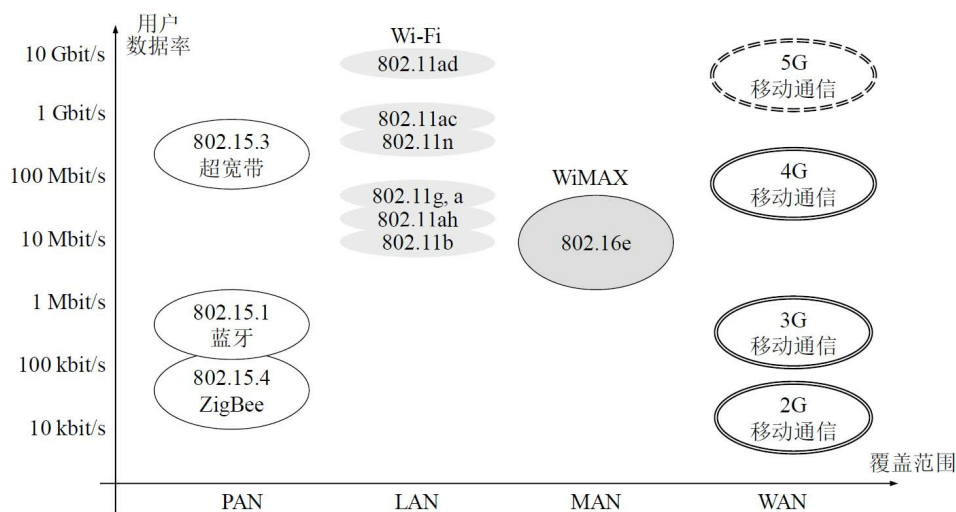 用户
数据率
10 Gbit/s
1 Gbit/s
100 Mbit/s
10 Mbit/s
1 Mbit/s
100 kbit/s
10 kbit/s
802.15.3
超宽带
802.15.1
蓝牙
802.15.4
ZigBee
Wi-Fi
802.11ad
802.11ac
802.11n
802.11g, a
802.11ah
802.11b
WiMAX
802.16e
5G
移动通信
4G
移动通信
3G
移动通信
2G
移动通信
覆盖范围
PAN
LAN
MAN
WAN